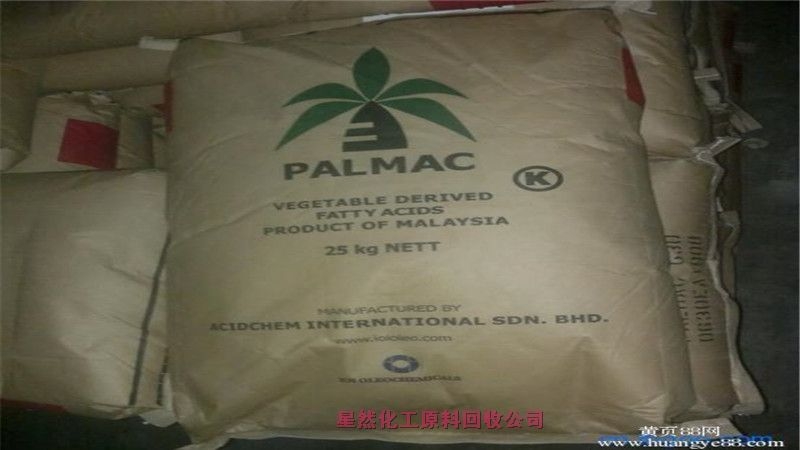 PALMAC
K
VEGETABLE DERIVED
FATTY ACIDS
PRODUCT OF MALAYSIA
25 kg NETT
MANUFACTURED BY
ACIDCHEM INTERNATIONAL SDN. BHD.
www.ioioleo.com
OLEOCHEMICALS
星然化工原料回收公司
黄页88网
www.huangye88.com